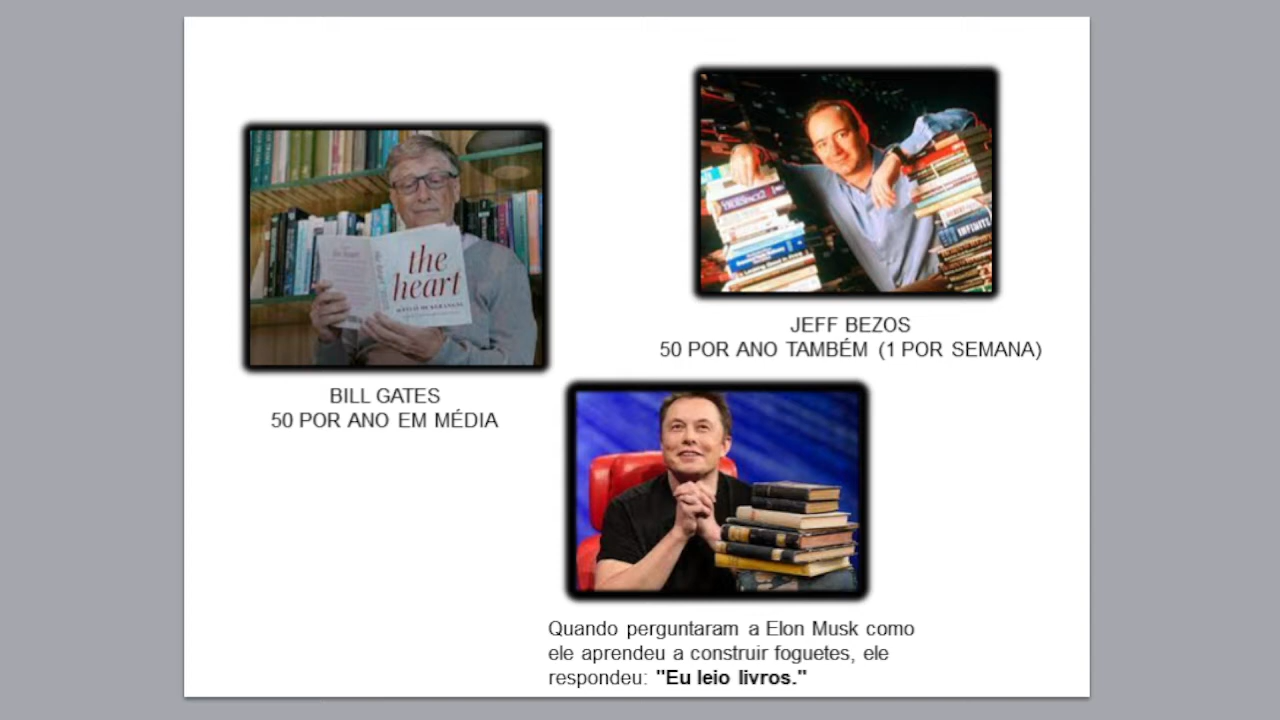 the
heart
INFINITI
JEFF BEZOS
50 POR ANO TAMBÉM (1 POR SEMANA)
BILL GATES
50 POR ANO EM MÉDIA
Quando perguntaram a Elon Musk como
ele aprendeu a construir foguetes, ele
respondeu: "Eu leio livros."